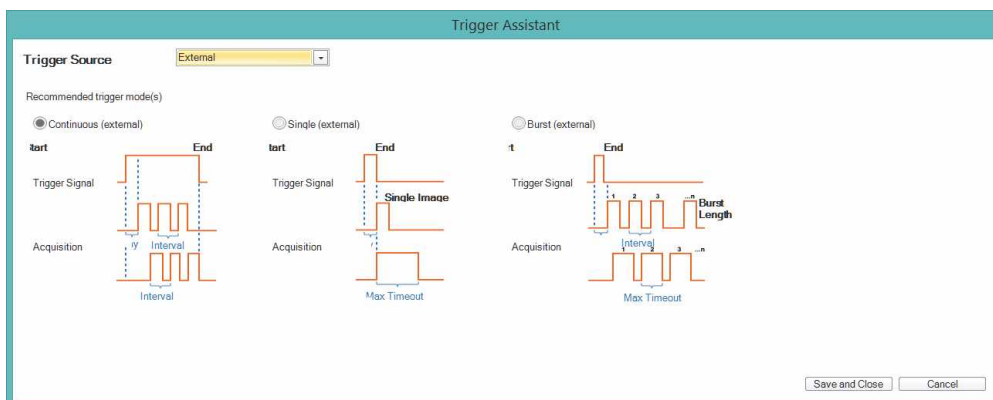 Trigger Assistant
Trigger Source External
Recommended trigger mode(s)
Continuous (external) Single (external) Burst (external)
End End End
Trigger Signal Trigger Signal Trigger Signal
Single Image
1 2 3 ...n Burst
Length
Acquisition Interval Acquisition Acquisition Interval
1 2 3 ...n
Interval Max Timeout Max Timeout
Save and Close Cancel